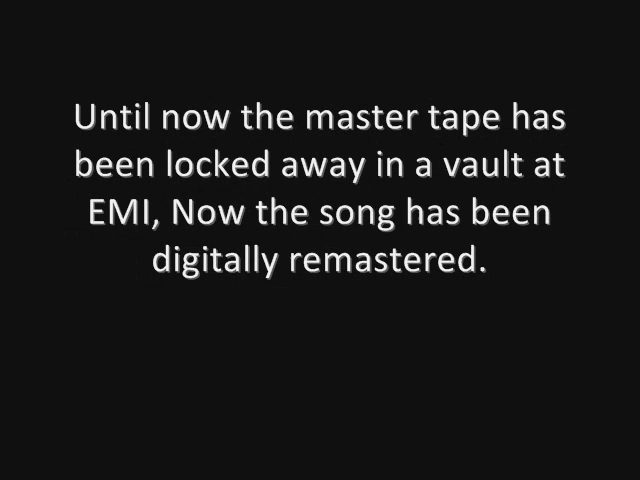 Until now the master tape has
been locked away in a vault at
EMI, Now the song has been
digitally remastered.